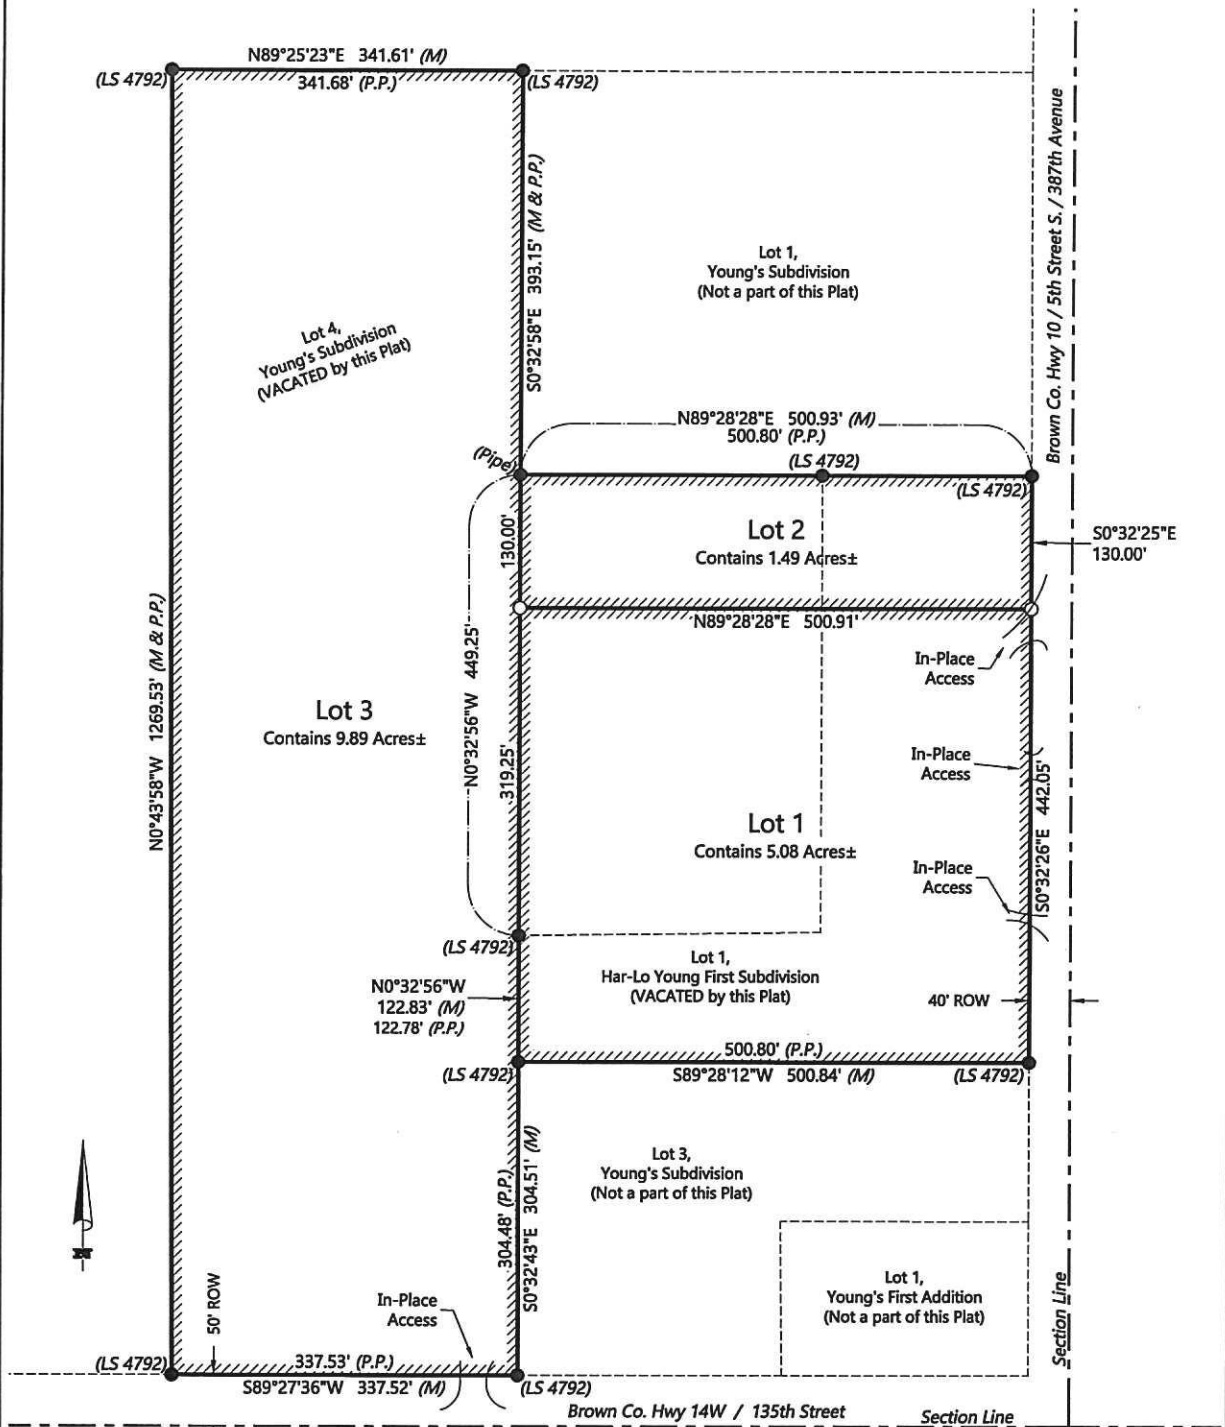 N89°25'23"E 341.61' (M)
341.68' (P.P.)
(LS 4792)
(LS 4792)
S0°32'58"E 393.15' (M & P.P.)
Brown Co. Hwy 10 / 5th Street S. / 387th Avenue
Lot 1,
Young's Subdivision
(Not a part of this Plat)
Lot 4,
Young's Subdivision
(VACATED by this Plat)
N89°28'28"E 500.93' (M)
500.80' (P.P.)
(Pipe)
(LS 4792)
(LS 4792)
Lot 2
Contains 1.49 Acres±
130.00'
S0°32'25"E
130.00'
N89°28'28"E 500.91'
In-Place
Access
N0°43'58"W 1269.53' (M & P.P.)
Lot 3
Contains 9.89 Acres±
N0°32'56"W 449.25'
319.25'
In-Place
Access
S0°32'26"E 442.05'
Lot 1
Contains 5.08 Acres±
In-Place
Access
(LS 4792)
Lot 1,
Har-Lo Young First Subdivision
(VACATED by this Plat)
N0°32'56"W
122.83' (M)
122.78' (P.P.)
40' ROW
500.80' (P.P.)
(LS 4792)
S89°28'12"W 500.84' (M)
(LS 4792)
Lot 3,
Young's Subdivision
(Not a part of this Plat)
304.48' (P.P.)
S0°32'43"E 304.51' (M)
N
50' ROW
In-Place
Access
Lot 1,
Young's First Addition
(Not a part of this Plat)
Section Line
(LS 4792)
337.53' (P.P.)
S89°27'36"W 337.52' (M)
(LS 4792)
Brown Co. Hwy 14W / 135th Street
Section Line